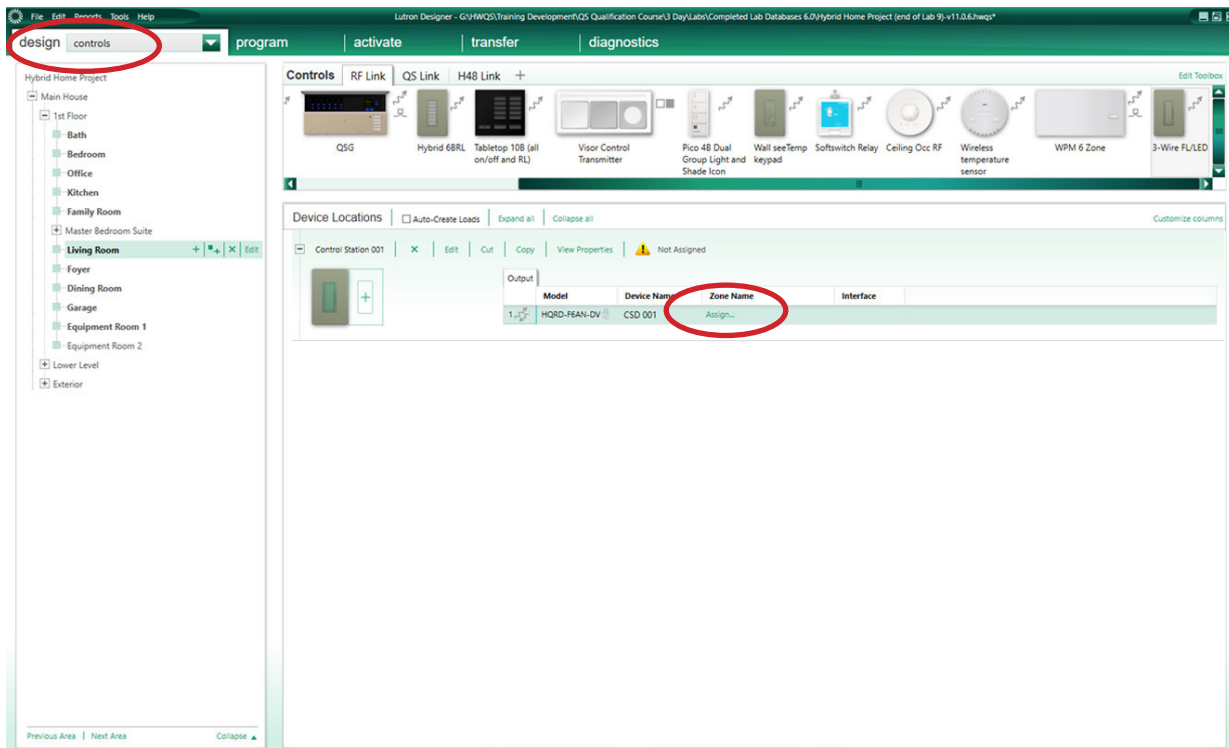 File Edit Reports Tools Help
Lutron Designer - G:\HWQS\Training Development\QS Qualification Course\3 Day\Labs\Completed Lab Databases 6.0\Hybrid Home Project (end of Lab 9)-v11.0.6.hwqs*
design controls program activate transfer diagnostics
Hybrid Home Project
Main House
1st Floor
Bath
Bedroom
Office
Kitchen
Family Room
Master Bedroom Suite
Living Room + + × Edit
Foyer
Dining Room
Garage
Equipment Room 1
Equipment Room 2
Lower Level
Exterior
Previous Area | Next Area Collapse
Controls RF Link QS Link H48 Link + Edit Toolbox
QSG
Hybrid 6BRL
Tabletop 10B (all
on/off and RL)
Visor Control
Transmitter
Pico 4B Dual
Group Light and
Shade Icon
Wall seeTemp
keypad
Softswitch Relay
Ceiling Occ RF
Wireless
temperature
sensor
WPM 6 Zone
3-Wire FL/LED
Device Locations Auto-Create Loads Expand all Collapse all Customize columns
Control Station 001 × Edit Cut Copy View Properties Not Assigned
Output
Model Device Name Zone Name Interface
1 HQRD-F6AN-DV CSD 001 Assign...